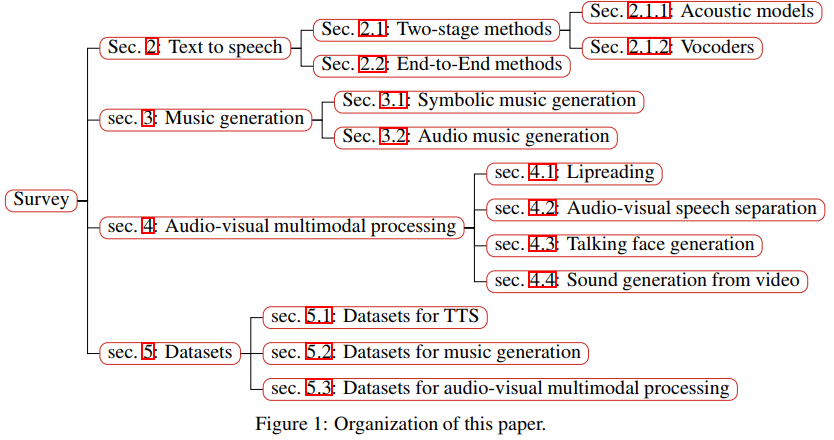 Survey
Sec. 2: Text to speech
Sec. 2.1: Two-stage methods
Sec. 2.1.1: Acoustic models
Sec. 2.1.2: Vocoders
Sec. 2.2: End-to-End methods
sec. 3: Music generation
Sec. 3.1: Symbolic music generation
Sec. 3.2: Audio music generation
sec. 4: Audio-visual multimodal processing
sec. 4.1: Lipreading
sec. 4.2: Audio-visual speech separation
sec. 4.3: Talking face generation
sec. 4.4: Sound generation from video
sec. 5: Datasets
sec. 5.1: Datasets for TTS
sec. 5.2: Datasets for music generation
sec. 5.3: Datasets for audio-visual multimodal processing
Figure 1: Organization of this paper.